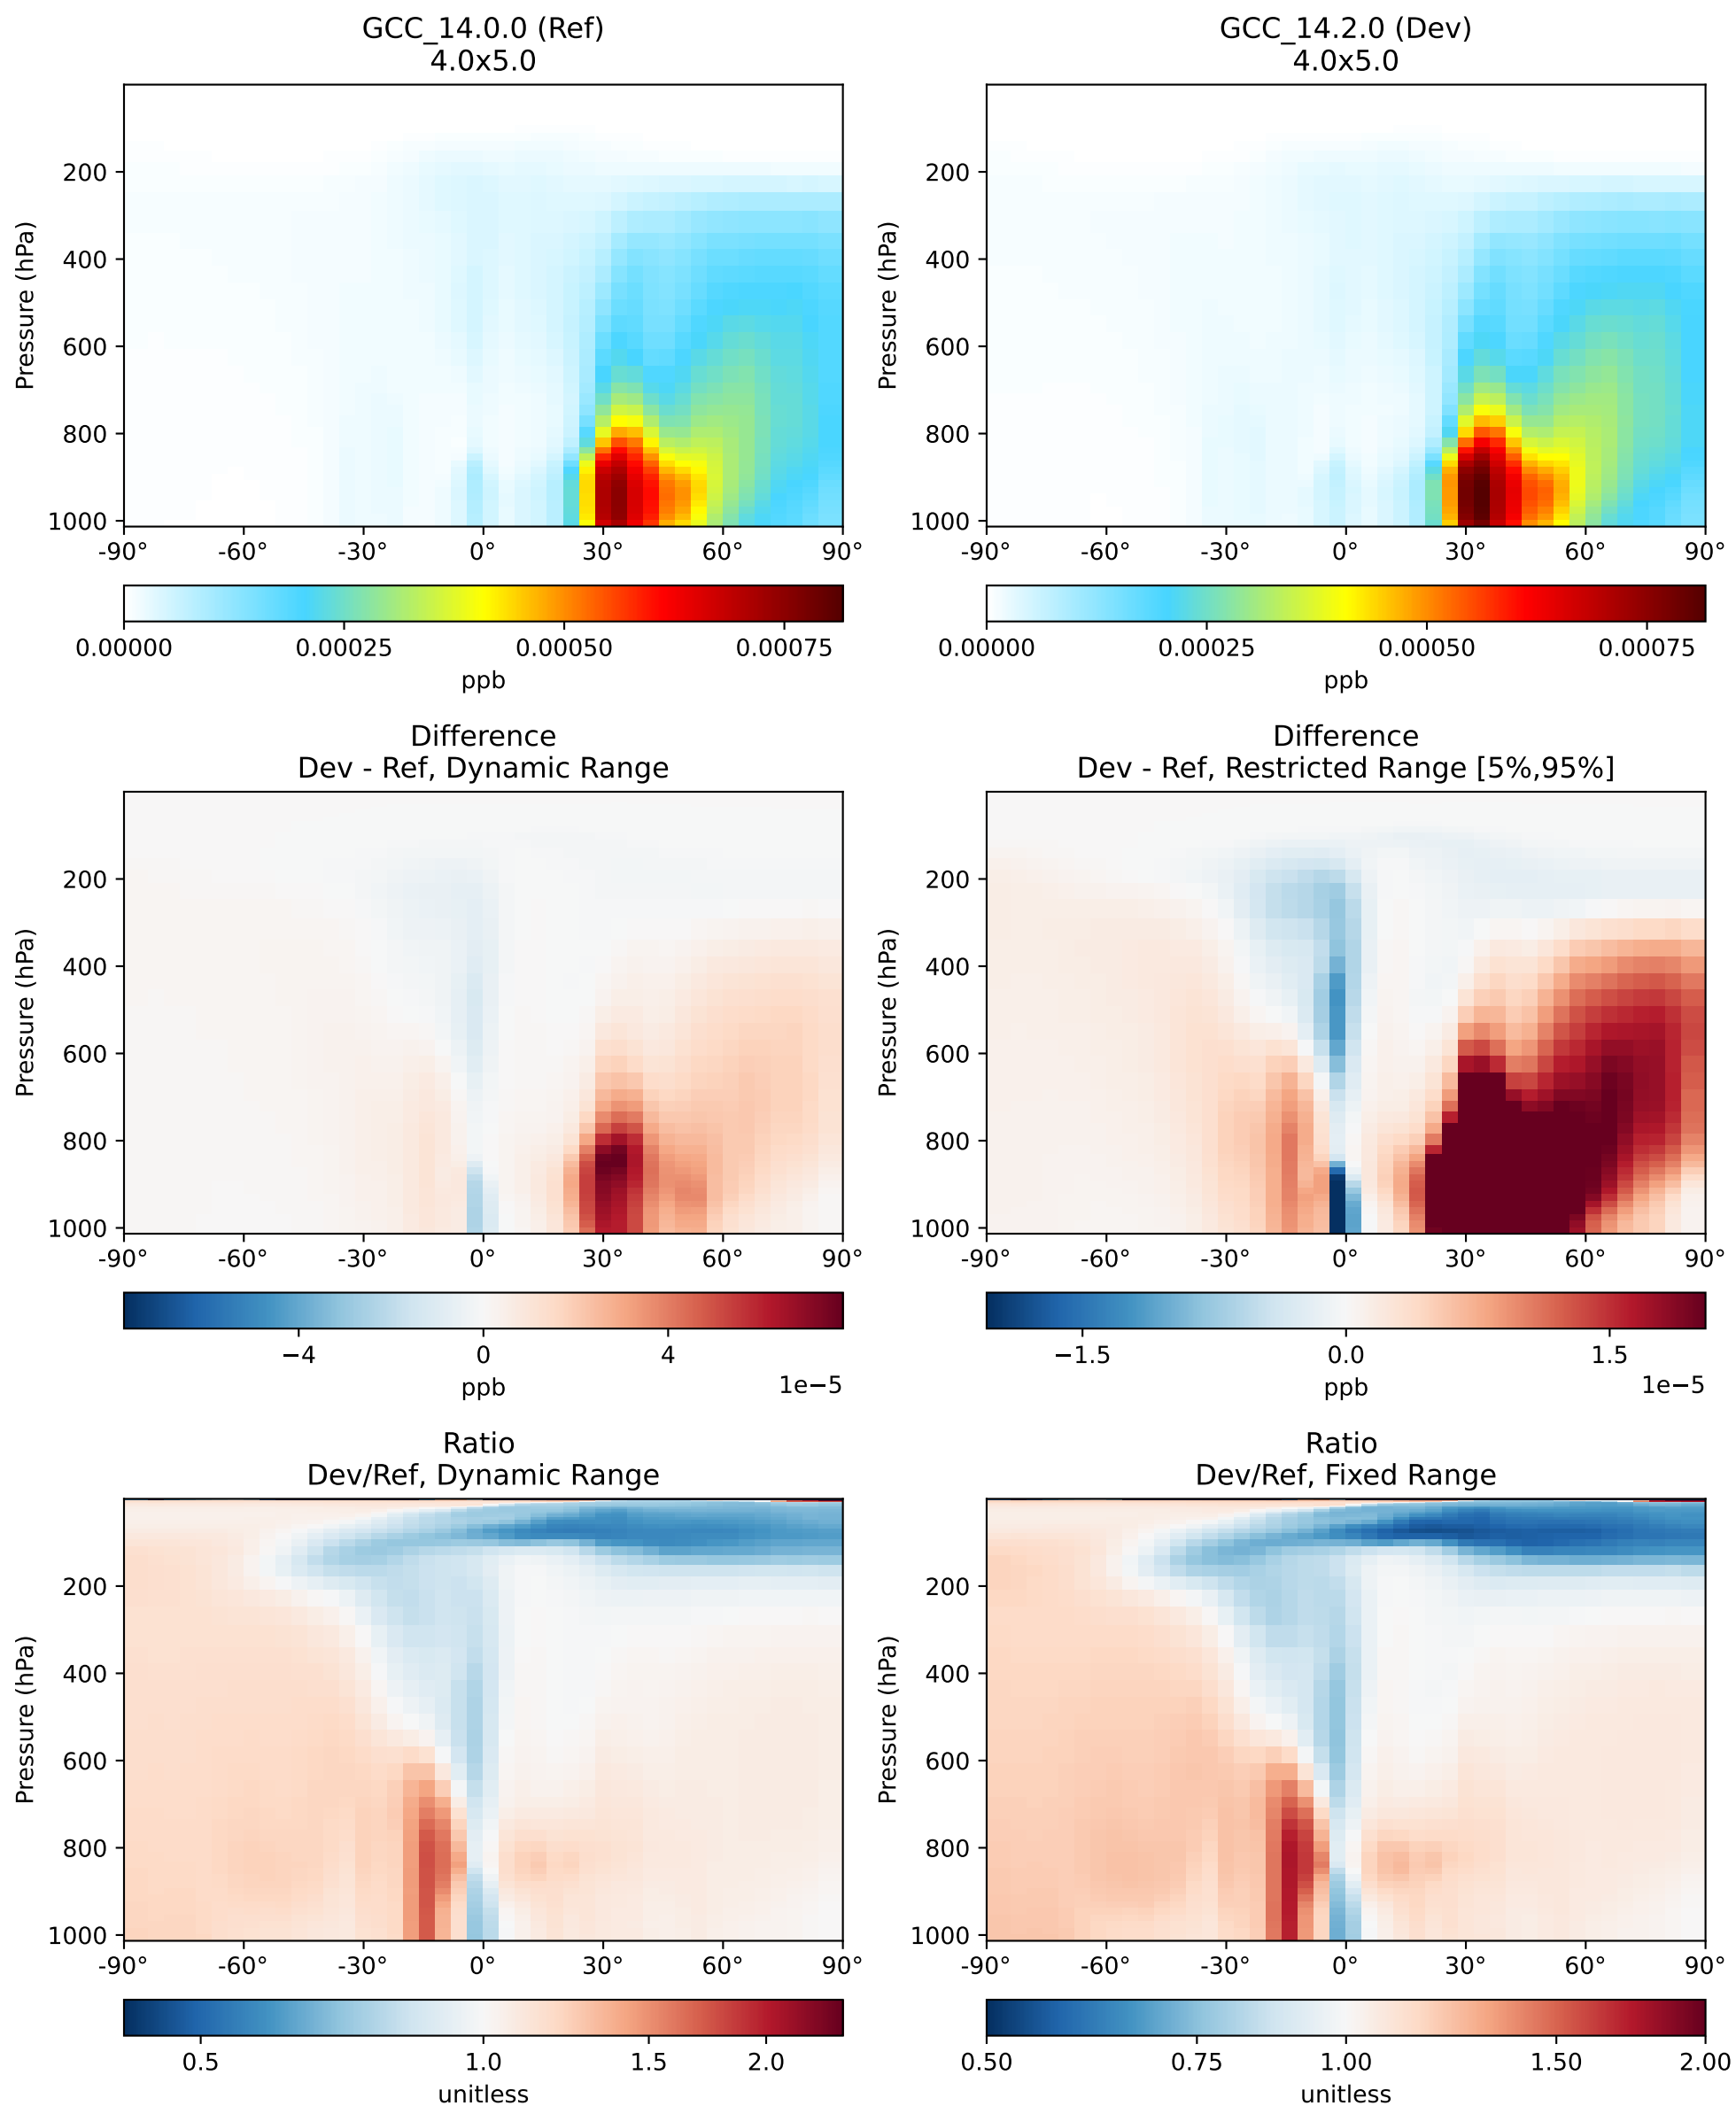 GCC_14.0.0 (Ref)
4.0x5.0
Pressure (hPa)
200
400
600
800
1000
-90° -60° -30° 0° 30° 60° 90°
0.00000 0.00025 0.00050 0.00075
ppb
GCC_14.2.0 (Dev)
4.0x5.0
Pressure (hPa)
200
400
600
800
1000
-90° -60° -30° 0° 30° 60° 90°
0.00000 0.00025 0.00050 0.00075
ppb
Difference
Dev - Ref, Dynamic Range
Pressure (hPa)
200
400
600
800
1000
-90° -60° -30° 0° 30° 60° 90°
−4 0 4
ppb
1e−5
Difference
Dev - Ref, Restricted Range [5%,95%]
Pressure (hPa)
200
400
600
800
1000
-90° -60° -30° 0° 30° 60° 90°
−1.5 0.0 1.5
ppb
1e−5
Ratio
Dev/Ref, Dynamic Range
Pressure (hPa)
200
400
600
800
1000
-90° -60° -30° 0° 30° 60° 90°
0.5 1.0 1.5 2.0
unitless
Ratio
Dev/Ref, Fixed Range
Pressure (hPa)
200
400
600
800
1000
-90° -60° -30° 0° 30° 60° 90°
0.50 0.75 1.00 1.50 2.00
unitless